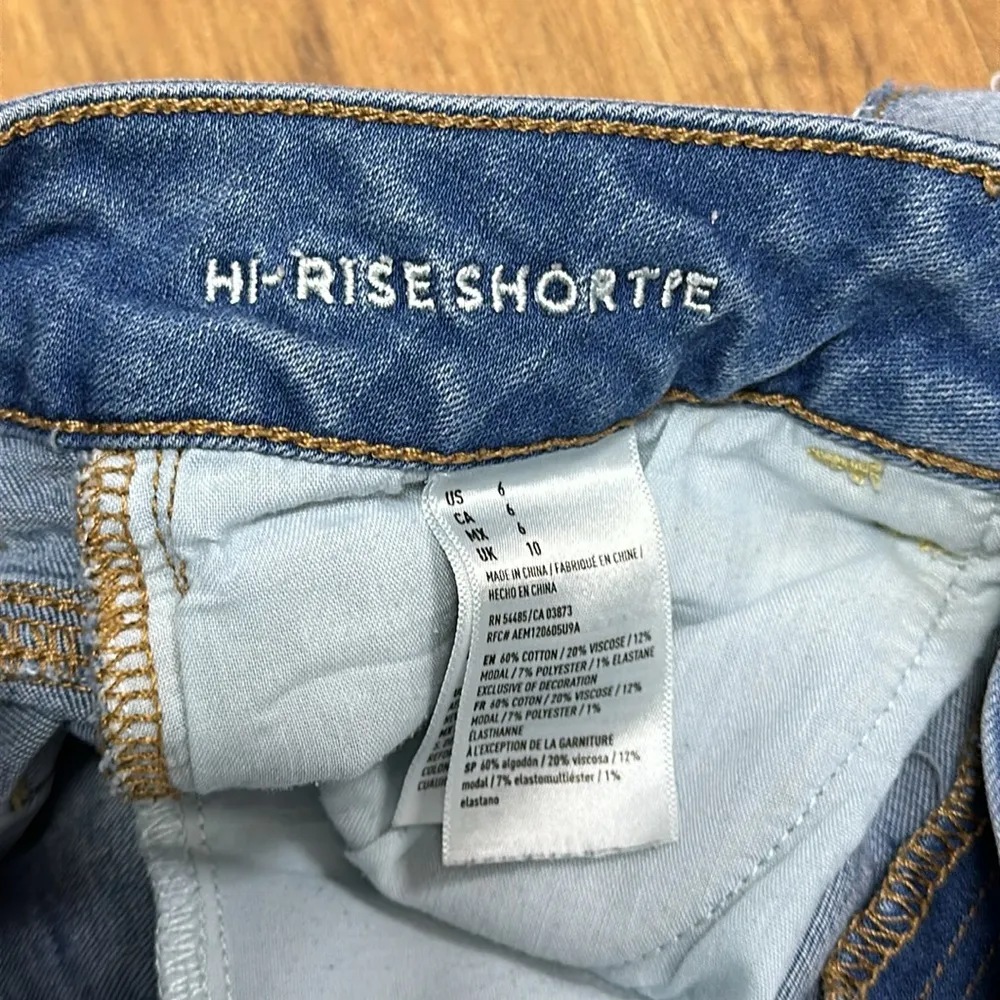 HI-RISE SHORTIE
US 6
CA 6
MX 6
UK 10
MADE IN CHINA / FABRIQUÉ EN CHINE /
HECHO EN CHINA
RN 54485/CA 03873
RFC# AEM120605U9A
EN 60% COTTON / 20% VISCOSE / 12%
MODAL / 7% POLYESTER / 1% ELASTANE
EXCLUSIVE OF DECORATION
FR 60% COTON / 20% VISCOSE / 12%
MODAL / 7% POLYESTER / 1%
ÉLASTHANNE
À L'EXCEPTION DE LA GARNITURE
SP 60% algodón / 20% viscosa / 12%
modal / 7% elastomultiéster / 1%
elastano